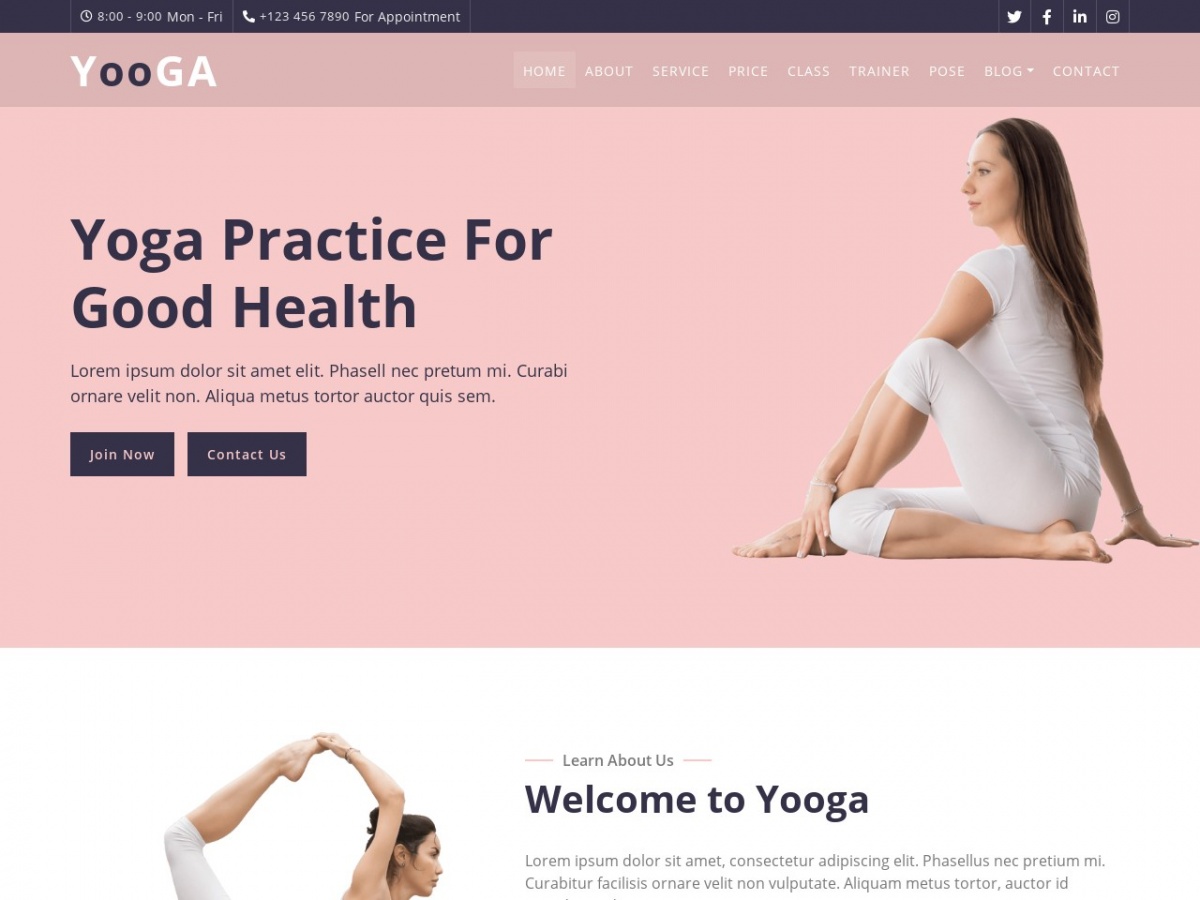 8:00 - 9:00 Mon - Fri
+123 456 7890 For Appointment
YooGA
HOME ABOUT SERVICE PRICE CLASS TRAINER POSE BLOG CONTACT
Yoga Practice For
Good Health
Lorem ipsum dolor sit amet elit. Phasell nec pretum mi. Curabi
ornare velit non. Aliqua metus tortor auctor quis sem.
Join Now Contact Us
Learn About Us
Welcome to Yooga
Lorem ipsum dolor sit amet, consectetur adipiscing elit. Phasellus nec pretium mi.
Curabitur facilisis ornare velit non vulputate. Aliquam metus tortor, auctor id